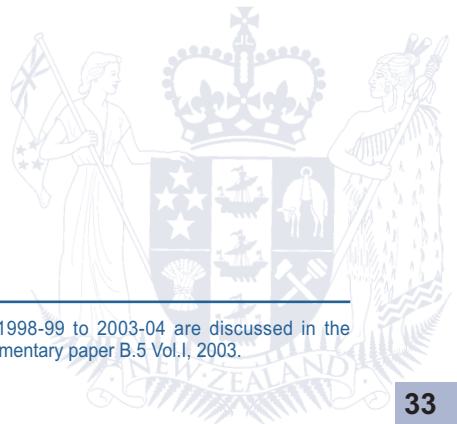 1998-99 to 2003-04 are discussed in the
mentary paper B.5 Vol.I, 2003.
NEW ZEALAND
33